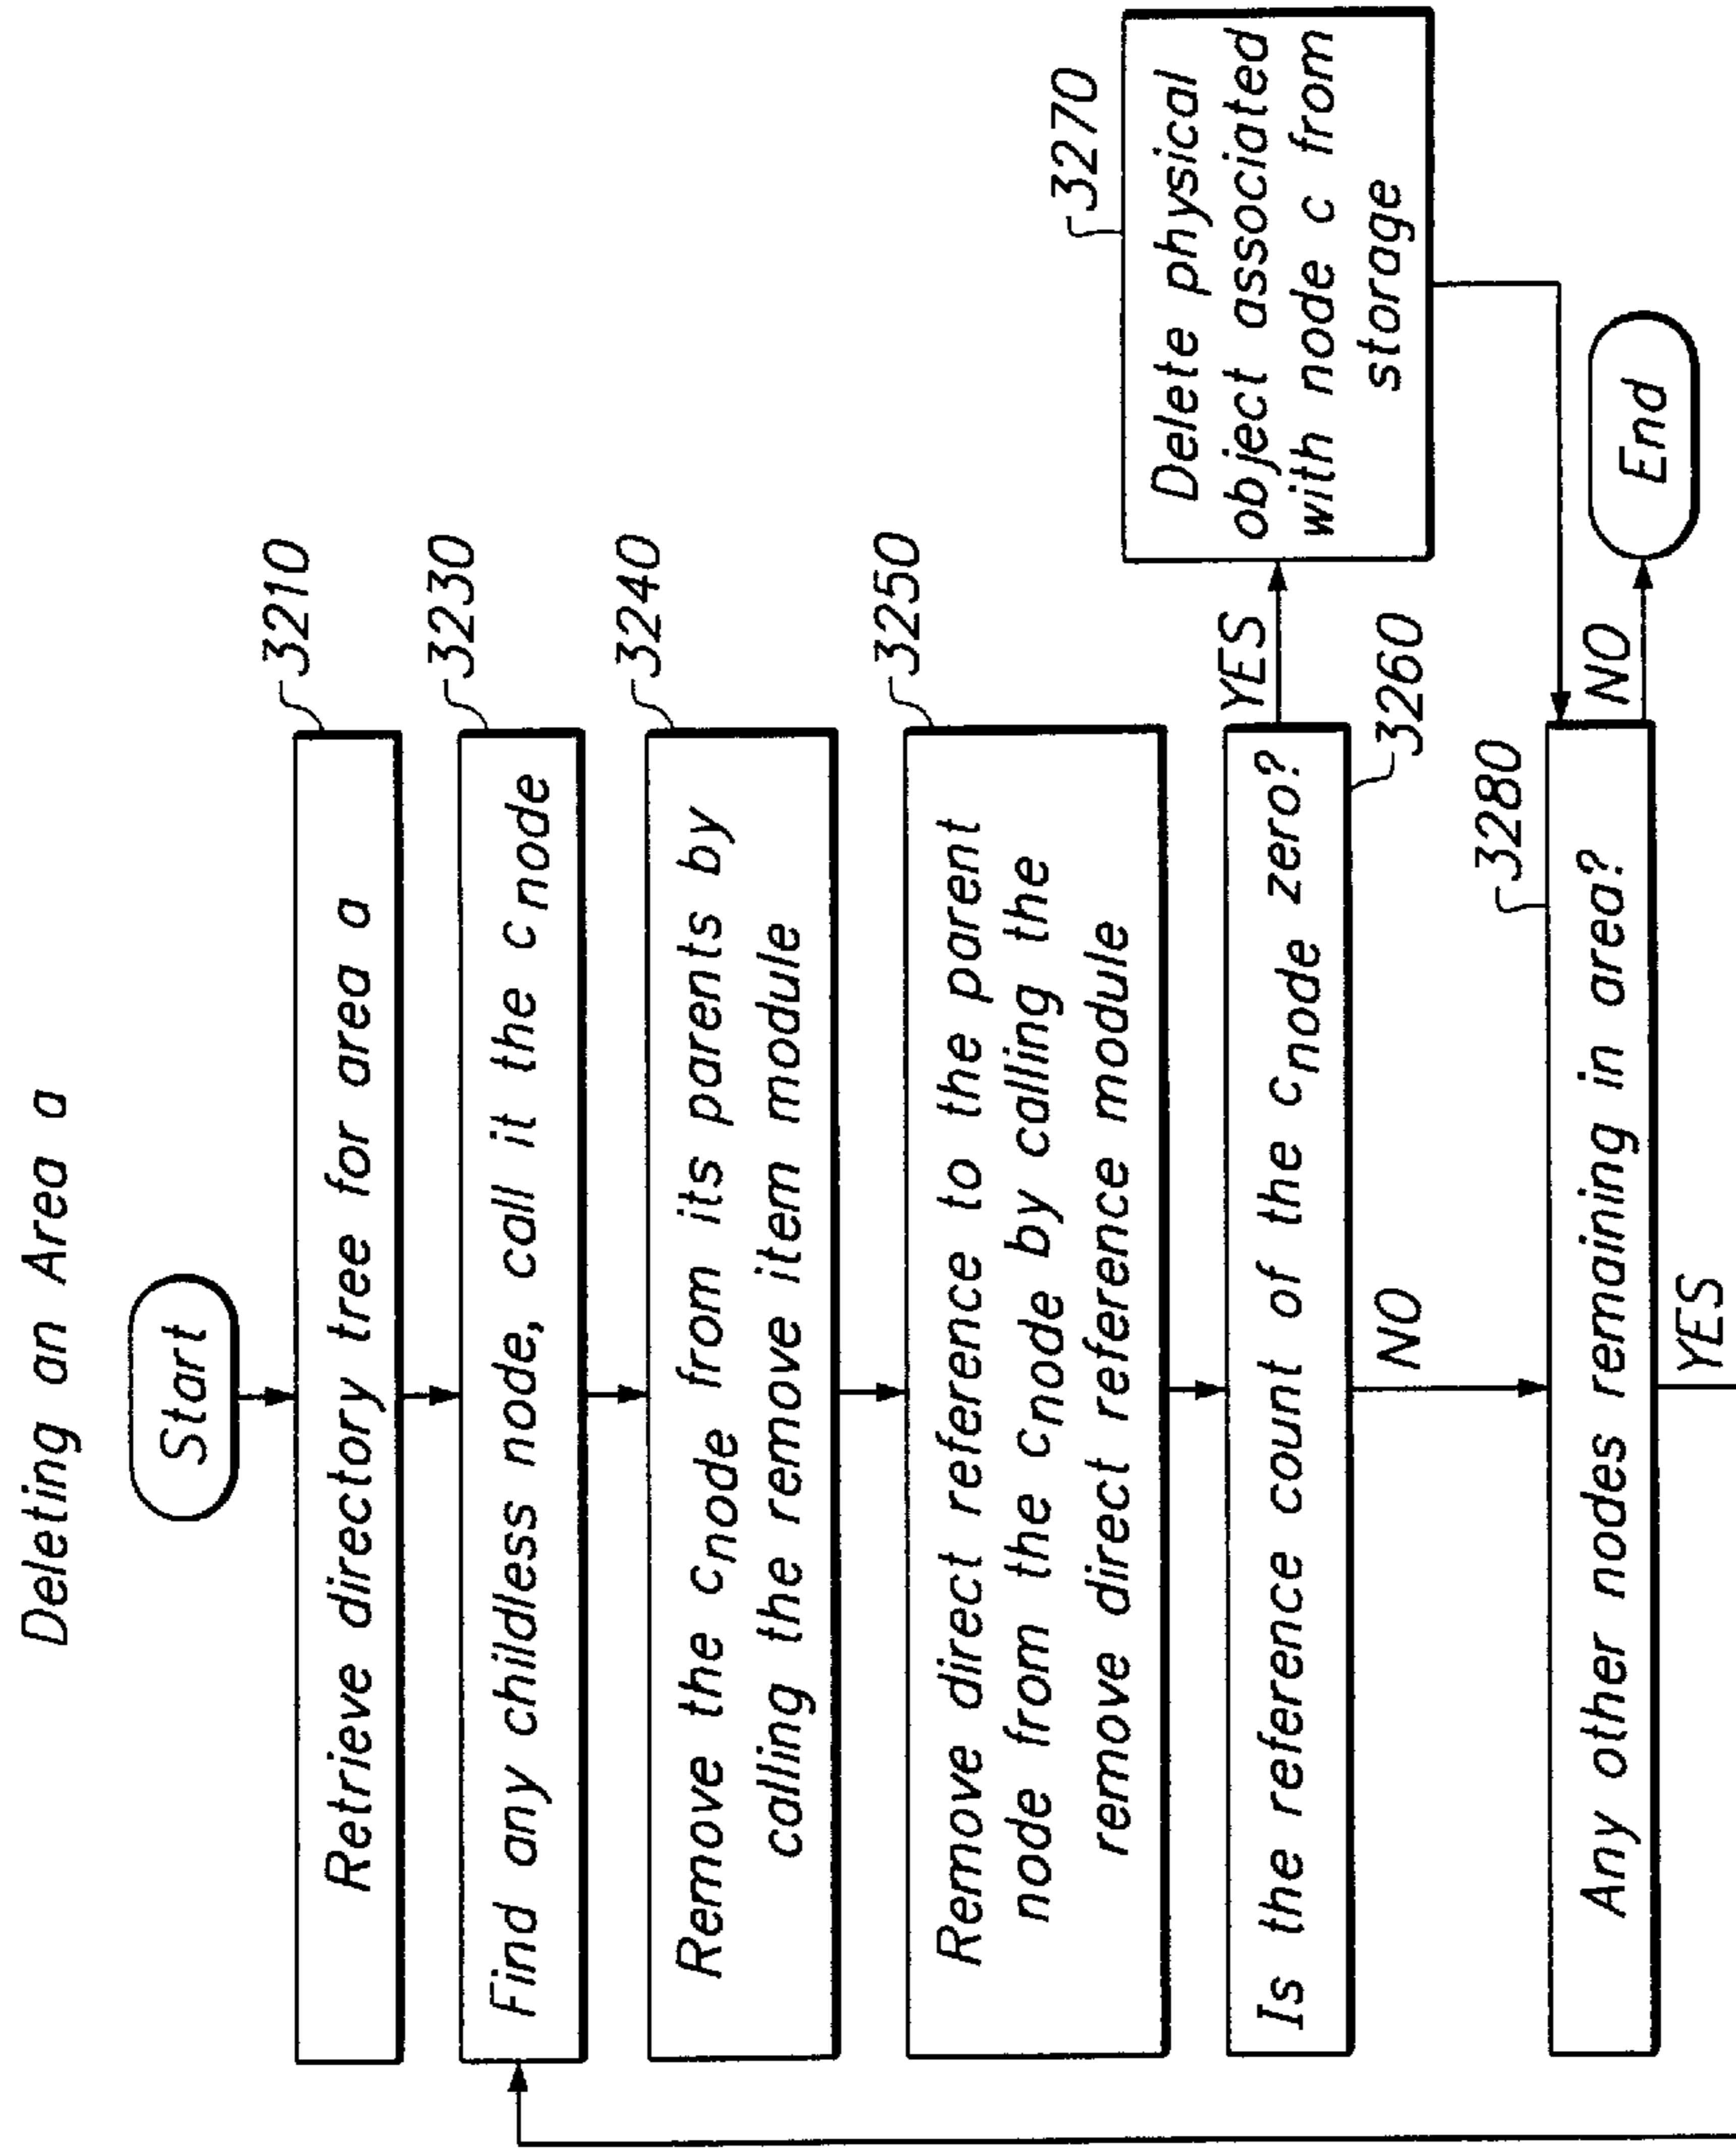 Deleting an Area a
Start
3210
Retrieve directory tree for area a
3230
Find any childless node, call it the c node
3240
Remove the c node from its parents by
calling the remove item module
3250
Remove direct reference to the parent
node from the c node by calling the
remove direct reference module
Is the reference count of the c node zero?
3260
YES
3270
Delete physical
object associated
with node c from
storage
NO
3280
Any other nodes remaining in area?
NO
End
YES